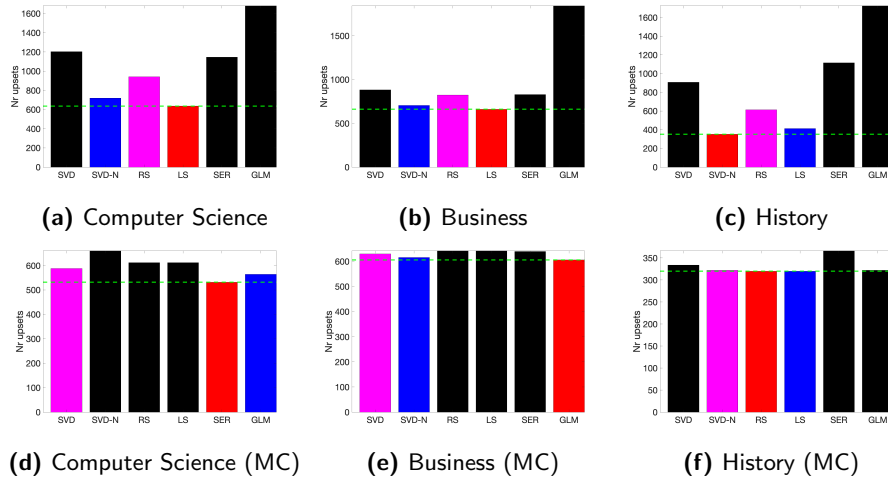 Nr upsets
1600
1400
1200
1000
800
600
400
200
0
SVD SVD-N RS LS SER GLM
(a) Computer Science
Nr upsets
1500
1000
500
0
SVD SVD-N RS LS SER GLM
(b) Business
Nr upsets
1600
1400
1200
1000
800
600
400
200
0
SVD SVD-N RS LS SER GLM
(c) History
Nr upsets
600
500
400
300
200
100
0
SVD SVD-N RS LS SER GLM
(d) Computer Science (MC)
Nr upsets
600
500
400
300
200
100
0
SVD SVD-N RS LS SER GLM
(e) Business (MC)
Nr upsets
350
300
250
200
150
100
50
0
SVD SVD-N RS LS SER GLM
(f) History (MC)